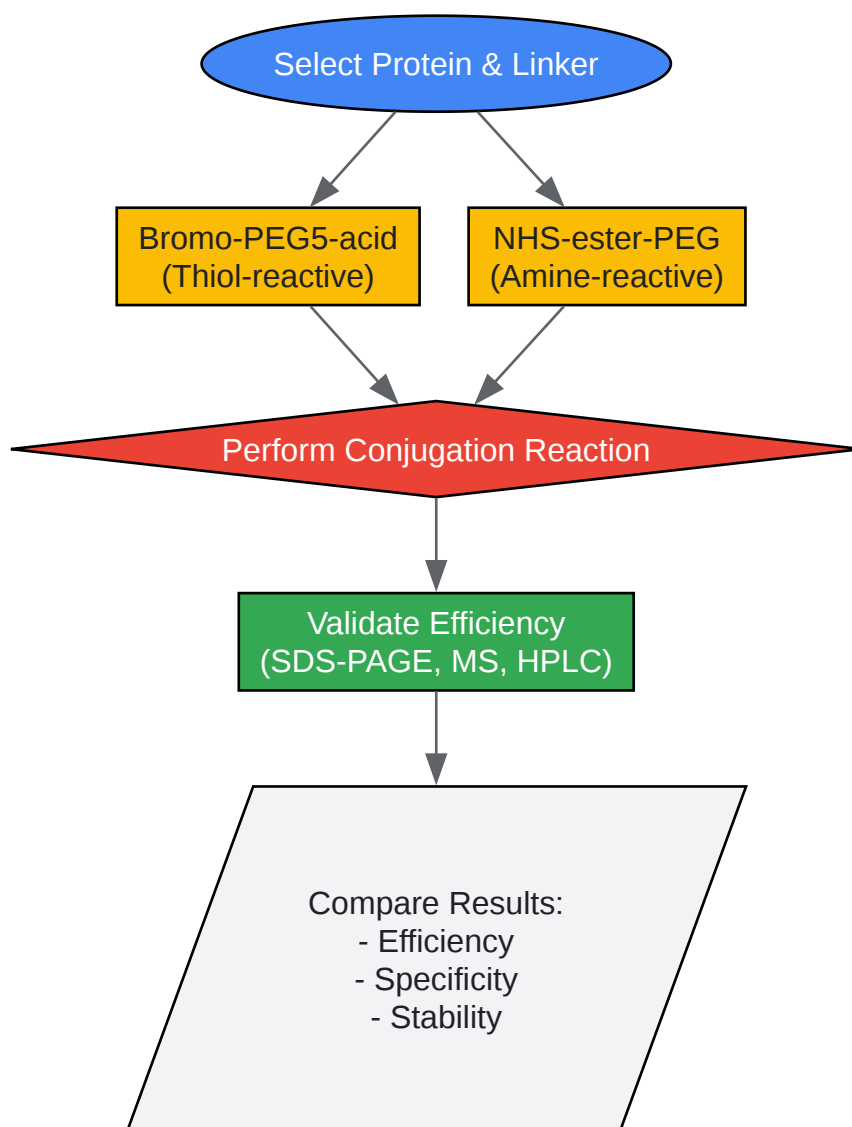 Select Protein & Linker
Bromo-PEG5-acid
(Thiol-reactive)
NHS-ester-PEG
(Amine-reactive)
Perform Conjugation Reaction
Validate Efficiency
(SDS-PAGE, MS, HPLC)
Compare Results:
- Efficiency
- Specificity
- Stability